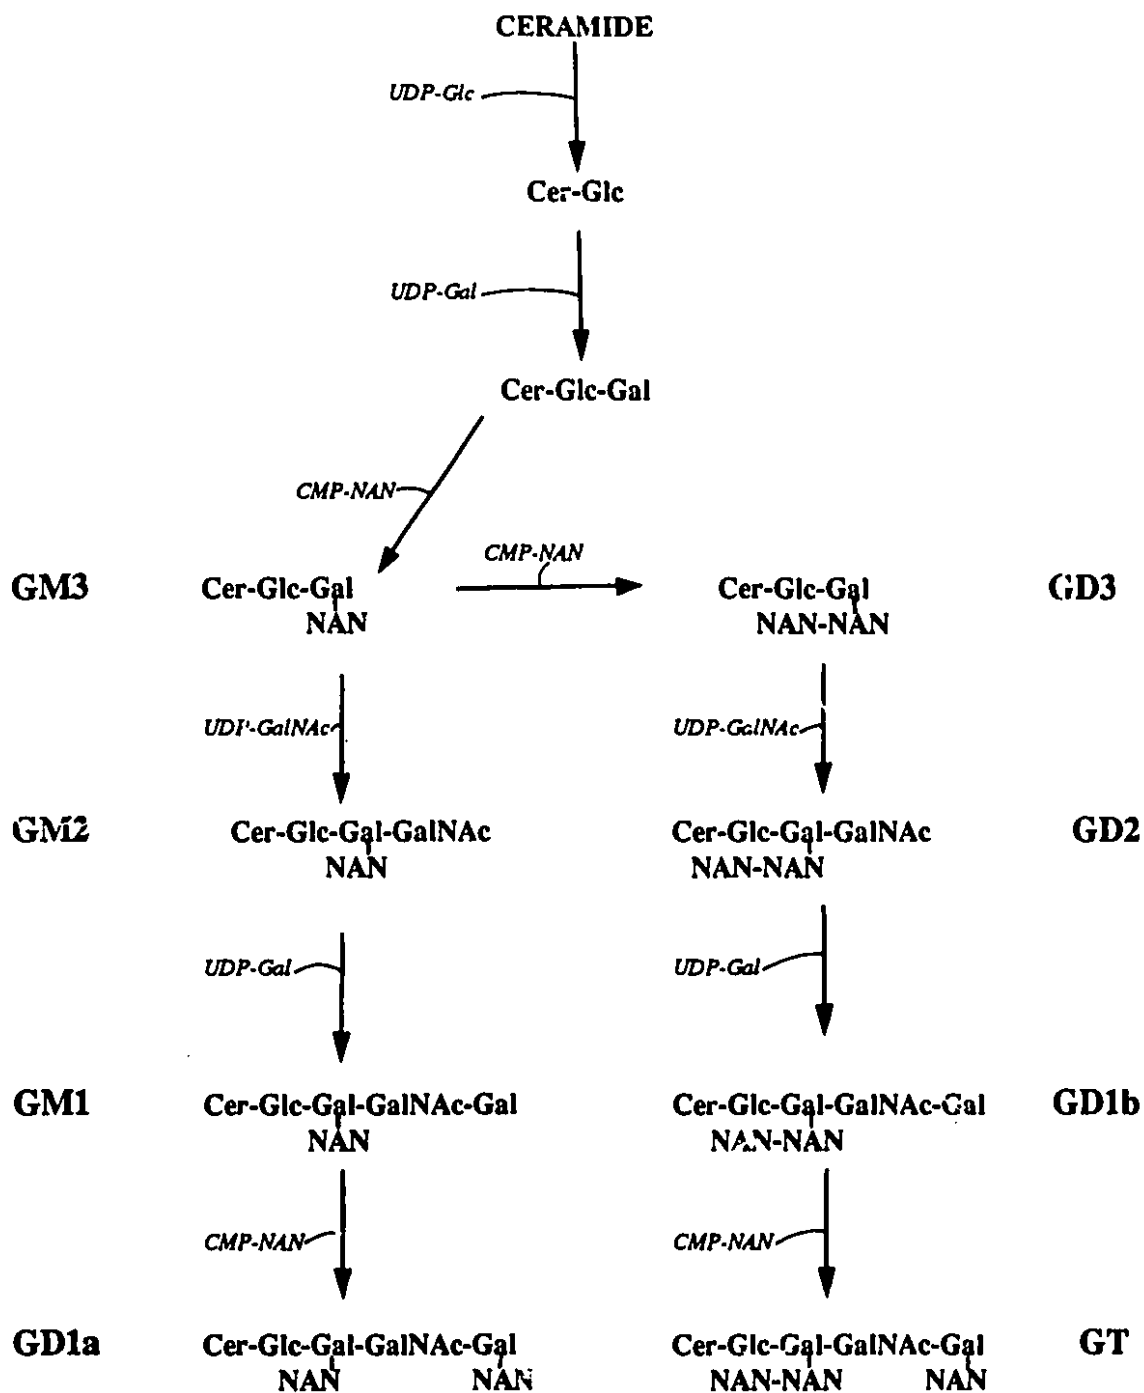 CERAMIDE
UDP-Glc
Cer-Glc
UDP-Gal
Cer-Glc-Gal
CMP-NAN
CMP-NAN
GM3 Cer-Glc-Gal Cer-Glc-Gal GD3
NAN NAN-NAN
UDP-GalNAc UDP-GalNAc
GM2 Cer-Glc-Gal-GalNAc Cer-Glc-Gal-GalNAc GD2
NAN NAN-NAN
UDP-Gal UDP-Gal
GM1 Cer-Glc-Gal-GalNAc-Gal Cer-Glc-Gal-GalNAc-Gal GD1b
NAN NAN-NAN
CMP-NAN CMP-NAN
GD1a Cer-Glc-Gal-GalNAc-Gal Cer-Glc-Gal-GalNAc-Gal GT
NAN NAN NAN-NAN NAN